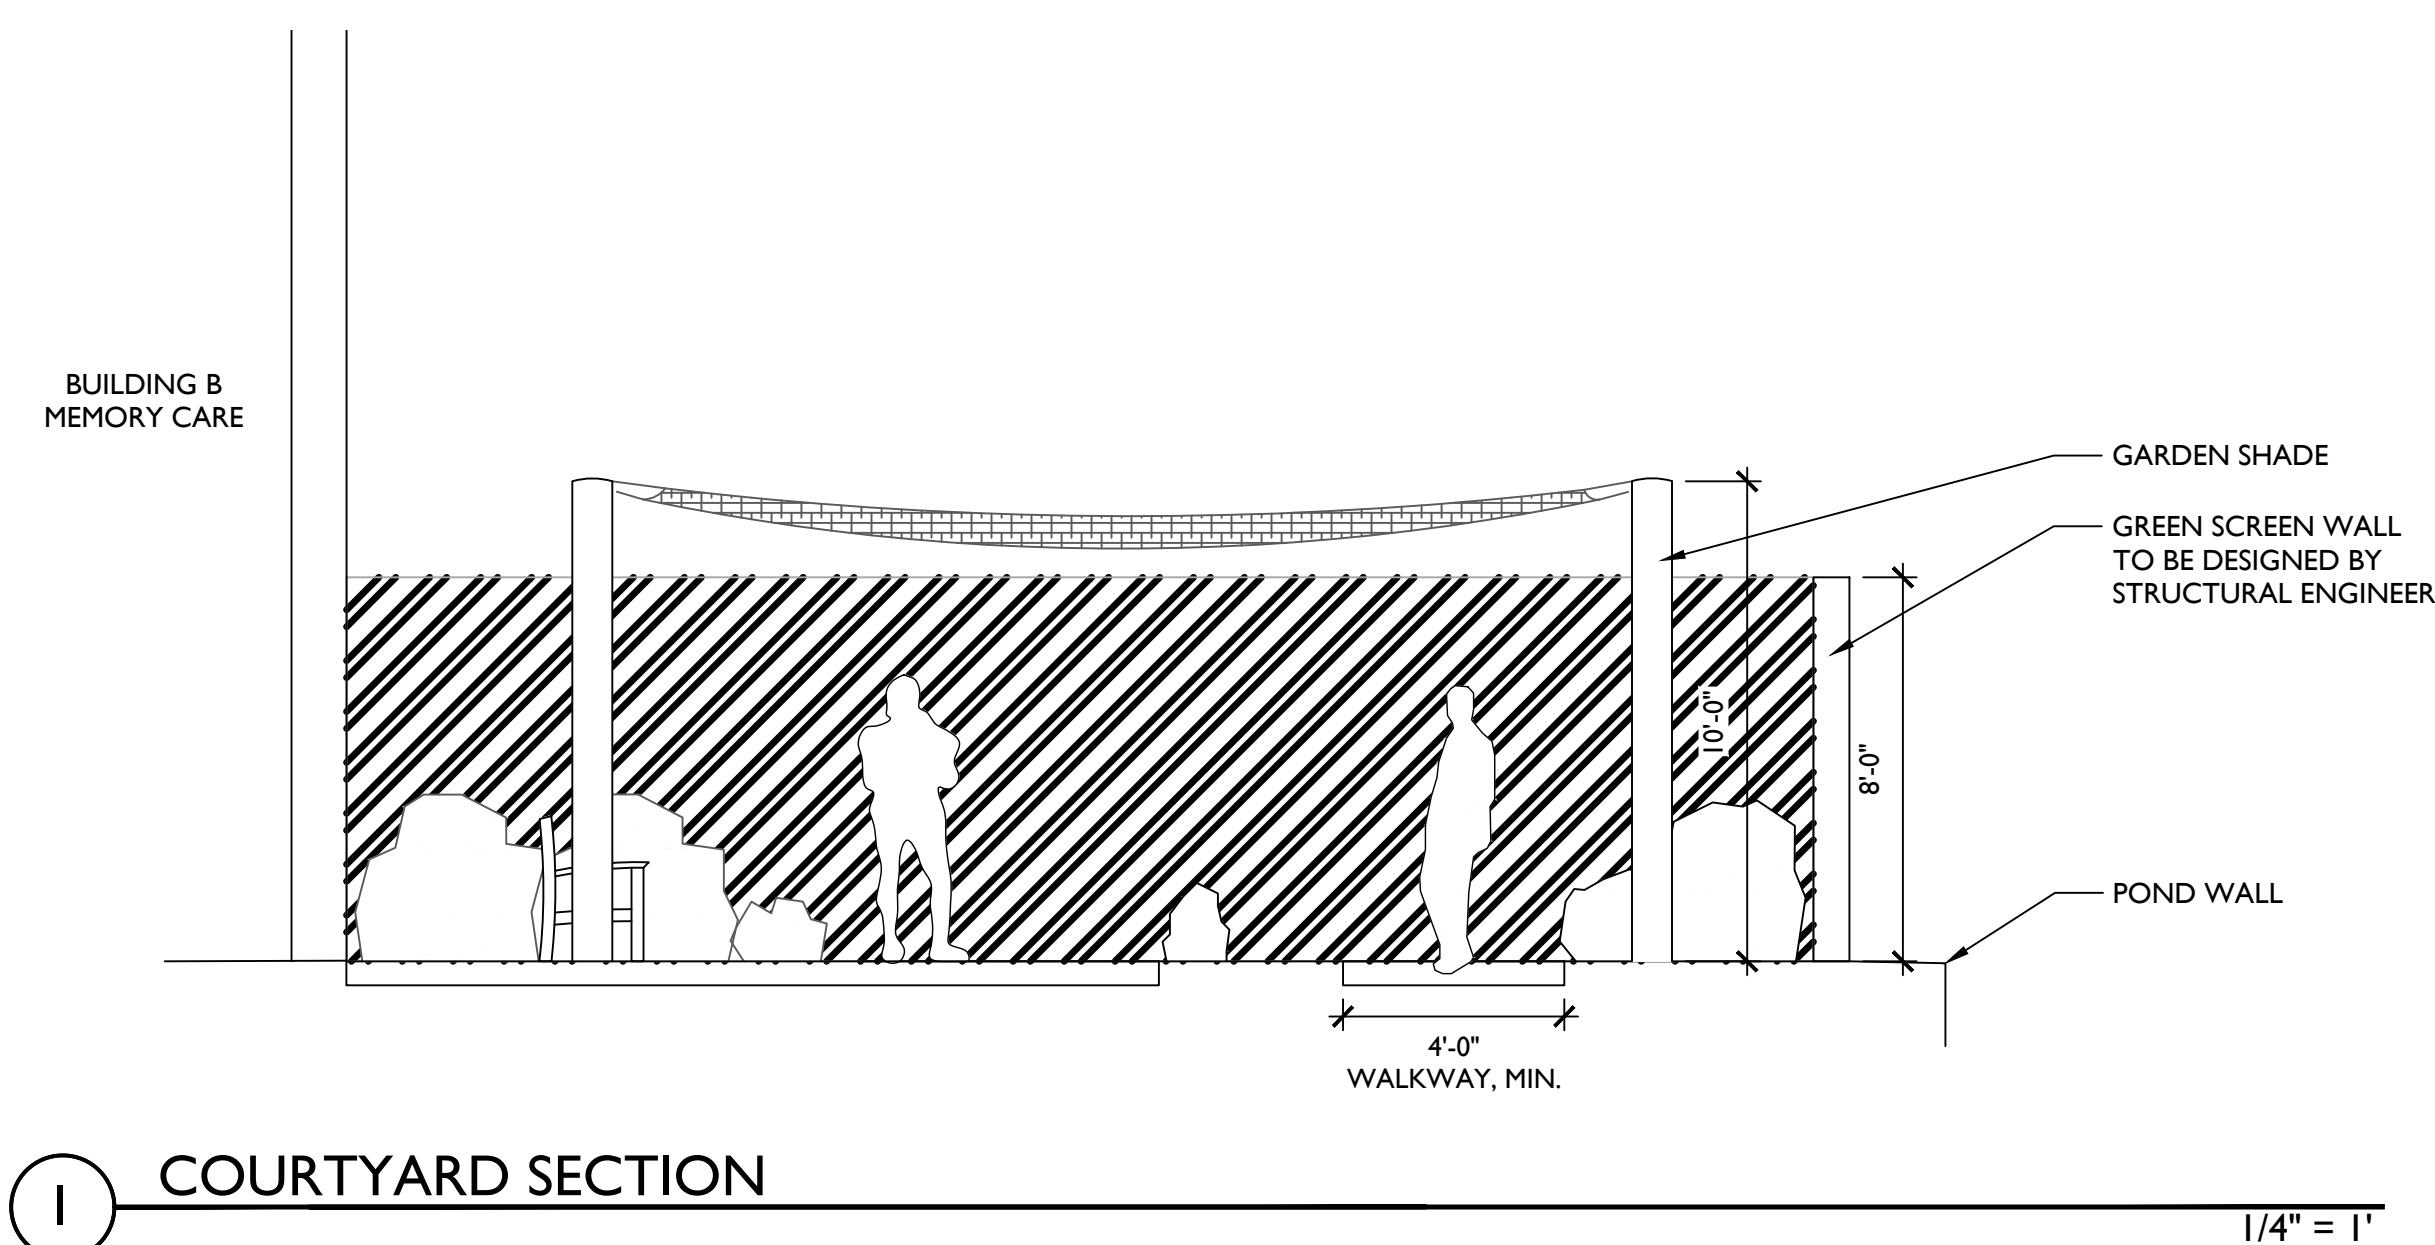 BUILDING B
MEMORY CARE
GARDEN SHADE
GREEN SCREEN WALL
TO BE DESIGNED BY
STRUCTURAL ENGINEER
10'-0"
8'-0"
POND WALL
4'-0"
WALKWAY, MIN.
1
COURTYARD SECTION
1/4" = 1'